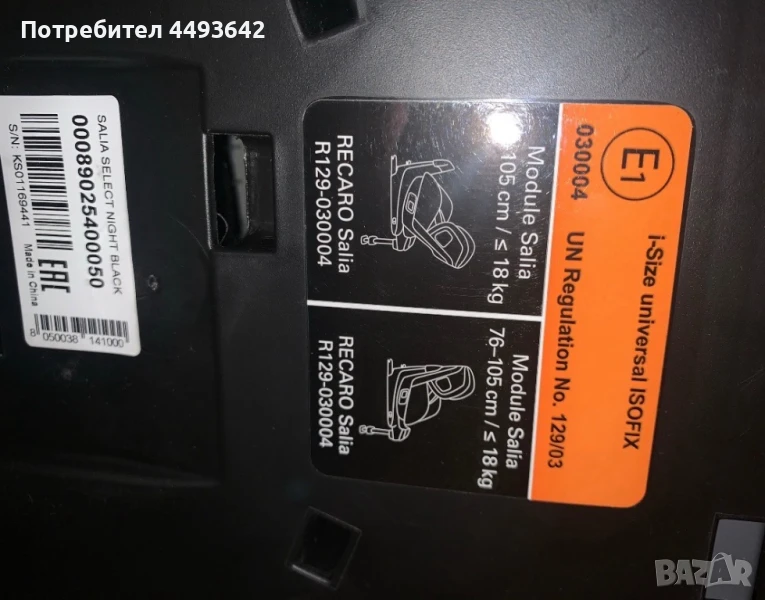 Потребител 4493642
SALIA SELECT NIGHT BLACK
00089025400050
S/N: KS01169441
Made in China
EAC
8 050038 141000
E1
030004
i-Size universal ISOFIX
UN Regulation No. 129/03
Module Salia
105 cm / ≤ 18 kg
RECARO Salia
R129-030004
Module Salia
76–105 cm / ≤ 18 kg
RECARO Salia
R129-030004
BAZAR